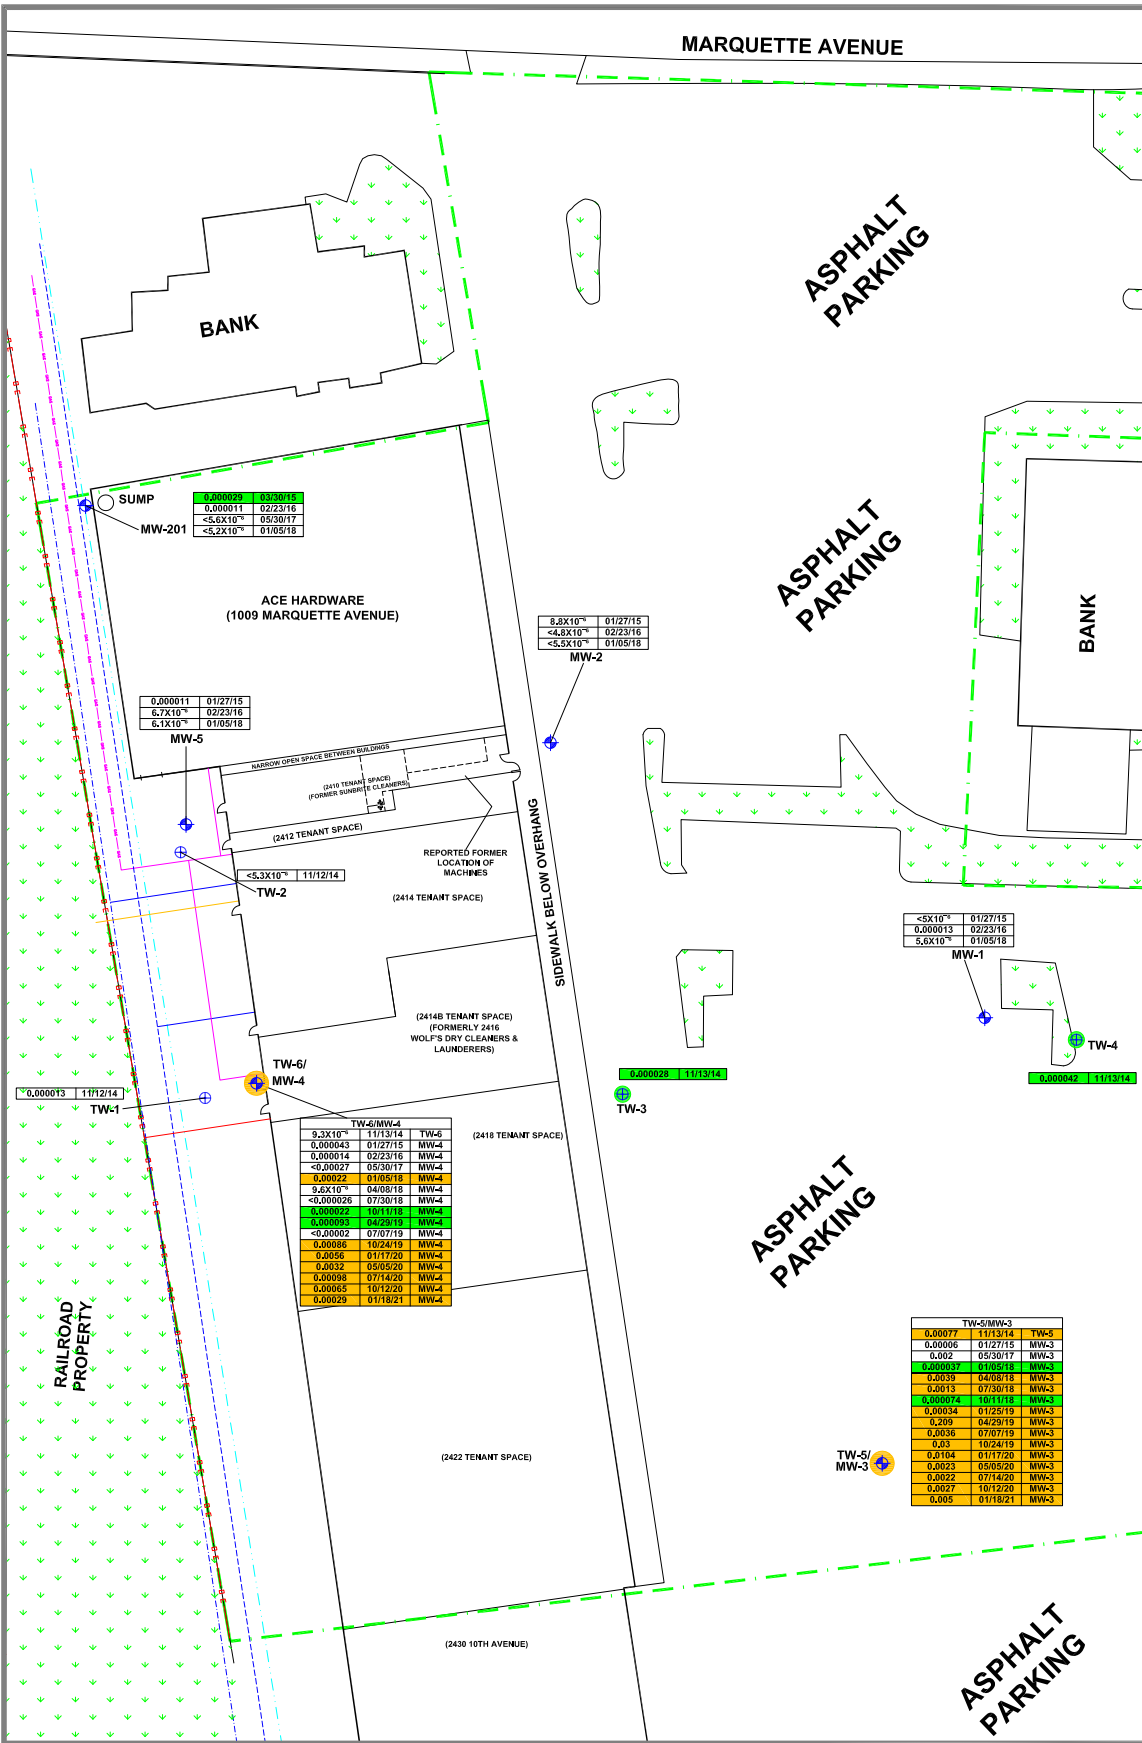 MARQUETTE AVENUE
ASPHALT
PARKING
BANK
SUMP
MW-201
0.000029 03/30/15
0.000011 02/23/16
<5.6X10⁻⁶ 05/30/17
<5.2X10⁻⁶ 01/05/18
ASPHALT
PARKING
ACE HARDWARE
(1009 MARQUETTE AVENUE)
BANK
8.8X10⁻⁶ 01/27/15
<4.8X10⁻⁶ 02/23/16
<5.5X10⁻⁶ 01/05/18
MW-2
0.000011 01/27/15
6.7X10⁻⁶ 02/23/16
6.1X10⁻⁶ 01/05/18
MW-5
NARROW OPEN SPACE BETWEEN BUILDINGS
(2410 TENANT SPACE)
(FORMER SUNBRITE CLEANERS)
(2412 TENANT SPACE)
REPORTED FORMER
LOCATION OF
MACHINES
SIDEWALK BELOW OVERHANG
<5.3X10⁻⁶ 11/12/14
TW-2
(2414 TENANT SPACE)
<5X10⁻⁶ 01/27/15
0.000013 02/23/16
5.6X10⁻⁶ 01/05/18
MW-1
(2414B TENANT SPACE)
(FORMERLY 2416
WOLF'S DRY CLEANERS &
LAUNDERERS)
TW-4
0.000042 11/13/14
TW-6/
MW-4
0.000028 11/13/14
TW-3
0.000013 11/12/14
TW-1
TW-6/MW-4
9.3X10⁻⁶ 11/13/14 TW-6
0.000043 01/27/15 MW-4
0.000014 02/23/16 MW-4
<0.00027 05/30/17 MW-4
0.00022 01/05/18 MW-4
9.6X10⁻⁶ 04/08/18 MW-4
<0.000026 07/30/18 MW-4
0.000022 10/11/18 MW-4
0.000093 04/29/19 MW-4
<0.00002 07/07/19 MW-4
0.00086 10/24/19 MW-4
0.0056 01/17/20 MW-4
0.0032 05/05/20 MW-4
0.00098 07/14/20 MW-4
0.00065 10/12/20 MW-4
0.00029 01/18/21 MW-4
(2418 TENANT SPACE)
ASPHALT
PARKING
RAILROAD
PROPERTY
TW-5/MW-3
0.00077 11/13/14 TW-5
0.00006 01/27/15 MW-3
0.002 05/30/17 MW-3
0.000037 01/05/18 MW-3
0.0039 04/08/18 MW-3
0.0013 07/30/18 MW-3
0.000074 10/11/18 MW-3
0.00034 01/25/19 MW-3
0.209 04/29/19 MW-3
0.0036 07/07/19 MW-3
0.03 10/24/19 MW-3
0.0104 01/17/20 MW-3
0.0023 05/05/20 MW-3
0.0022 07/14/20 MW-3
0.0027 10/12/20 MW-3
0.005 01/18/21 MW-3
TW-5/
MW-3
(2422 TENANT SPACE)
(2430 10TH AVENUE)
ASPHALT
PARKING